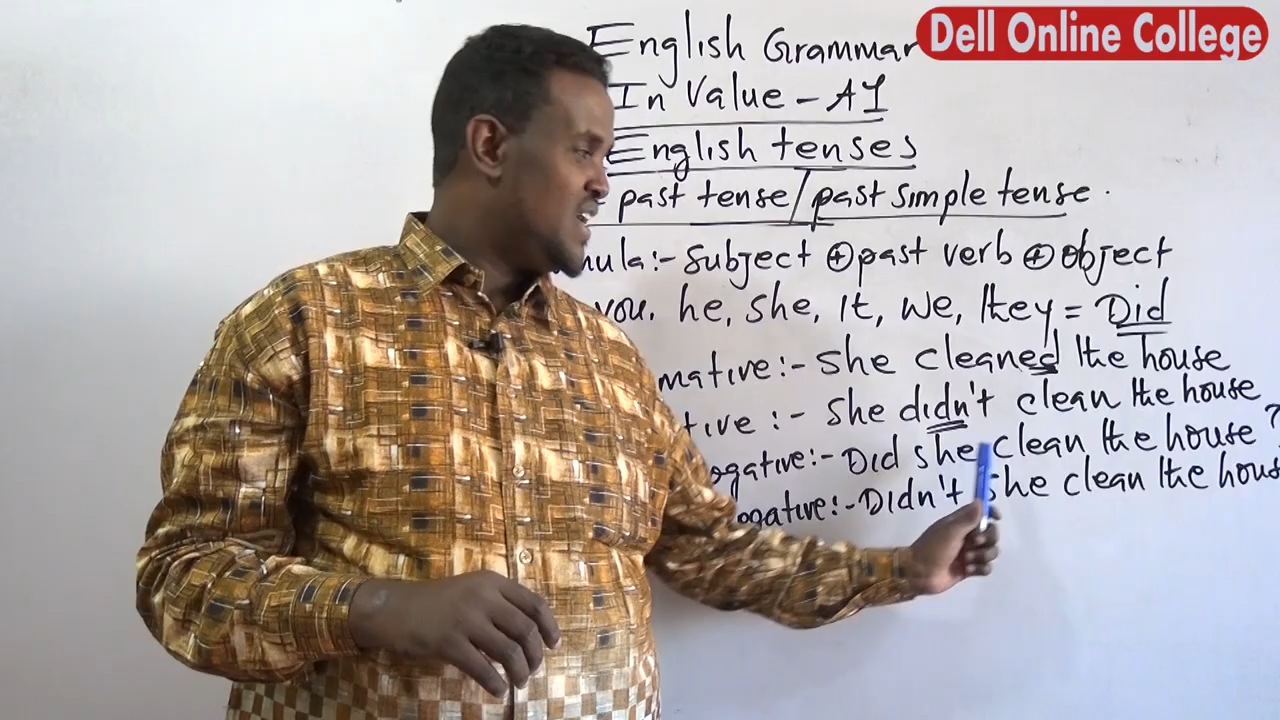 Dell Online College
English Grammar
In Value - A1
English tenses
past tense/past simple tense.
mula:- Subject ⊕ past verb ⊕ object
you, he, she, it, we, they = Did
mative:- She cleaned the house
tive :- She didn't clean the house
ogative:- Did she clean the house ?
ogative:- Didn't she clean the hous